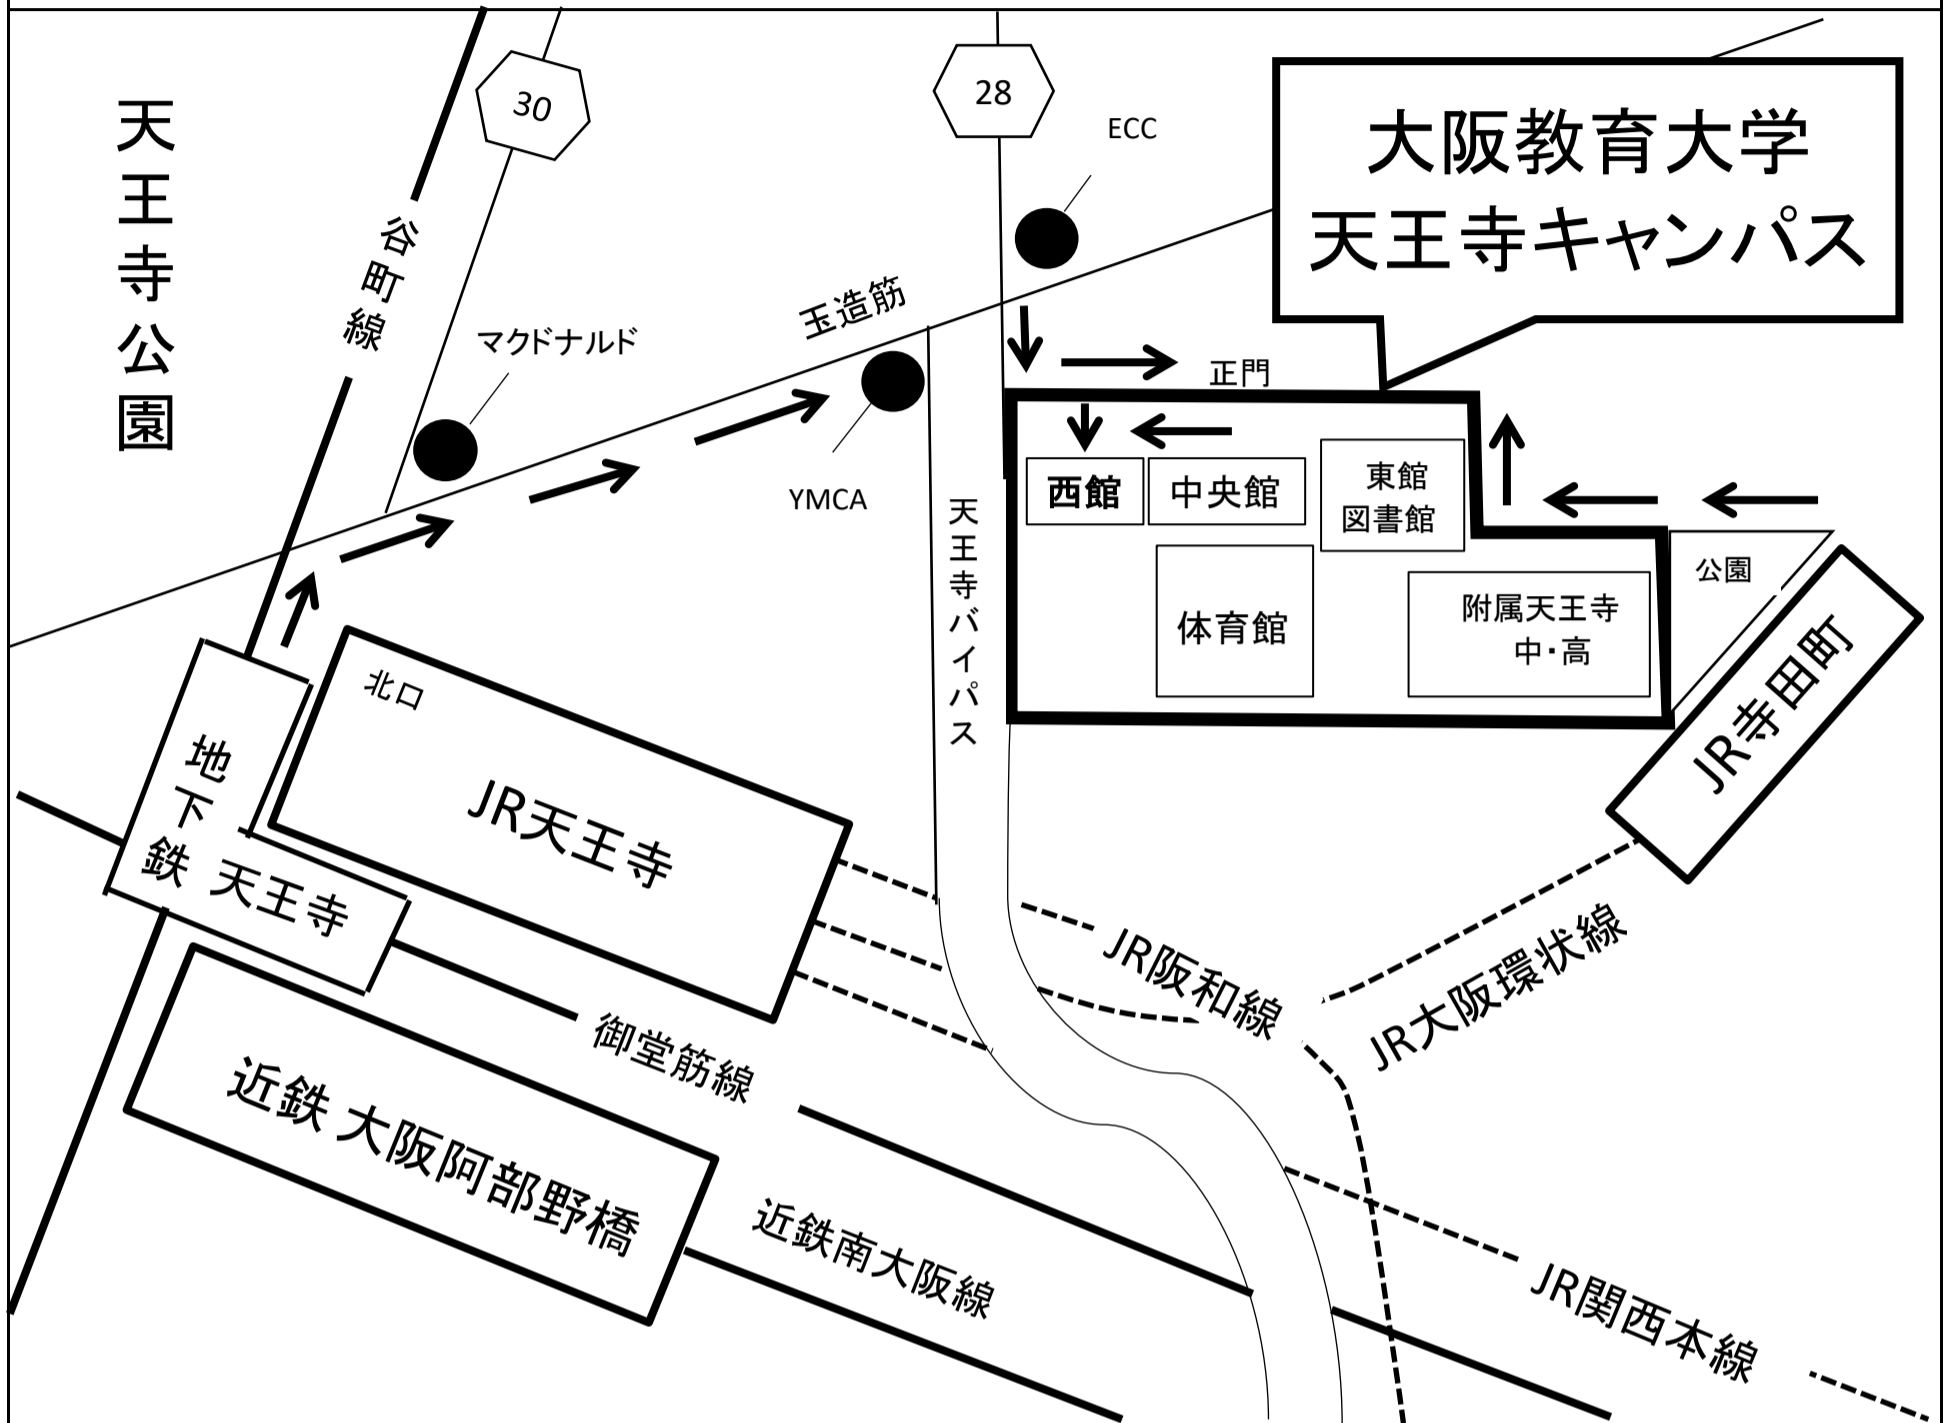 天王寺公園
谷町線
30
28
ECC
大阪教育大学
天王寺キャンパス
マクドナルド
玉造筋
YMCA
正門
西館
中央館
東館
図書館
体育館
附属天王寺
中・高
公園
JR寺田町
天王寺バイパス
北口
JR天王寺
地下鉄
天王寺
近鉄 大阪阿部野橋
御堂筋線
近鉄南大阪線
JR阪和線
JR大阪環状線
JR関西本線